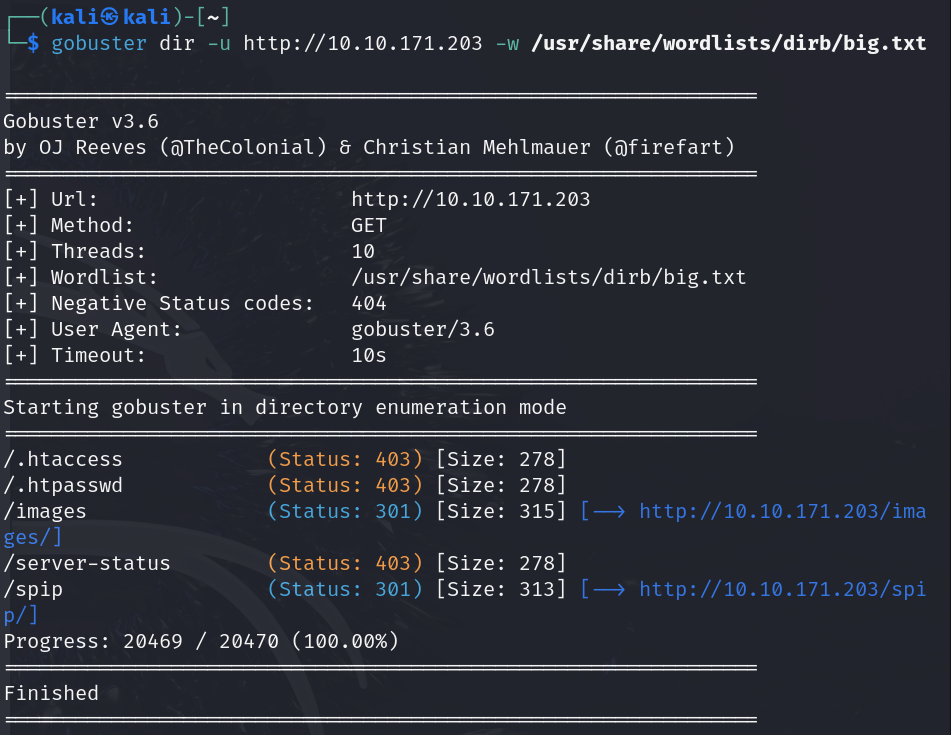 ┌──(kali㉿kali)-[~]
└─$ gobuster dir -u http://10.10.171.203 -w /usr/share/wordlists/dirb/big.txt
===============================================================
Gobuster v3.6
by OJ Reeves (@TheColonial) & Christian Mehlmauer (@firefart)
===============================================================
[+] Url:                     http://10.10.171.203
[+] Method:                  GET
[+] Threads:                 10
[+] Wordlist:                /usr/share/wordlists/dirb/big.txt
[+] Negative Status codes:   404
[+] User Agent:              gobuster/3.6
[+] Timeout:                 10s
===============================================================
Starting gobuster in directory enumeration mode
===============================================================
/.htaccess            (Status: 403) [Size: 278]
/.htpasswd            (Status: 403) [Size: 278]
/images               (Status: 301) [Size: 315] [--> http://10.10.171.203/ima
ges/]
/server-status        (Status: 403) [Size: 278]
/spip                 (Status: 301) [Size: 313] [--> http://10.10.171.203/spi
p/]
Progress: 20469 / 20470 (100.00%)
===============================================================
Finished
===============================================================